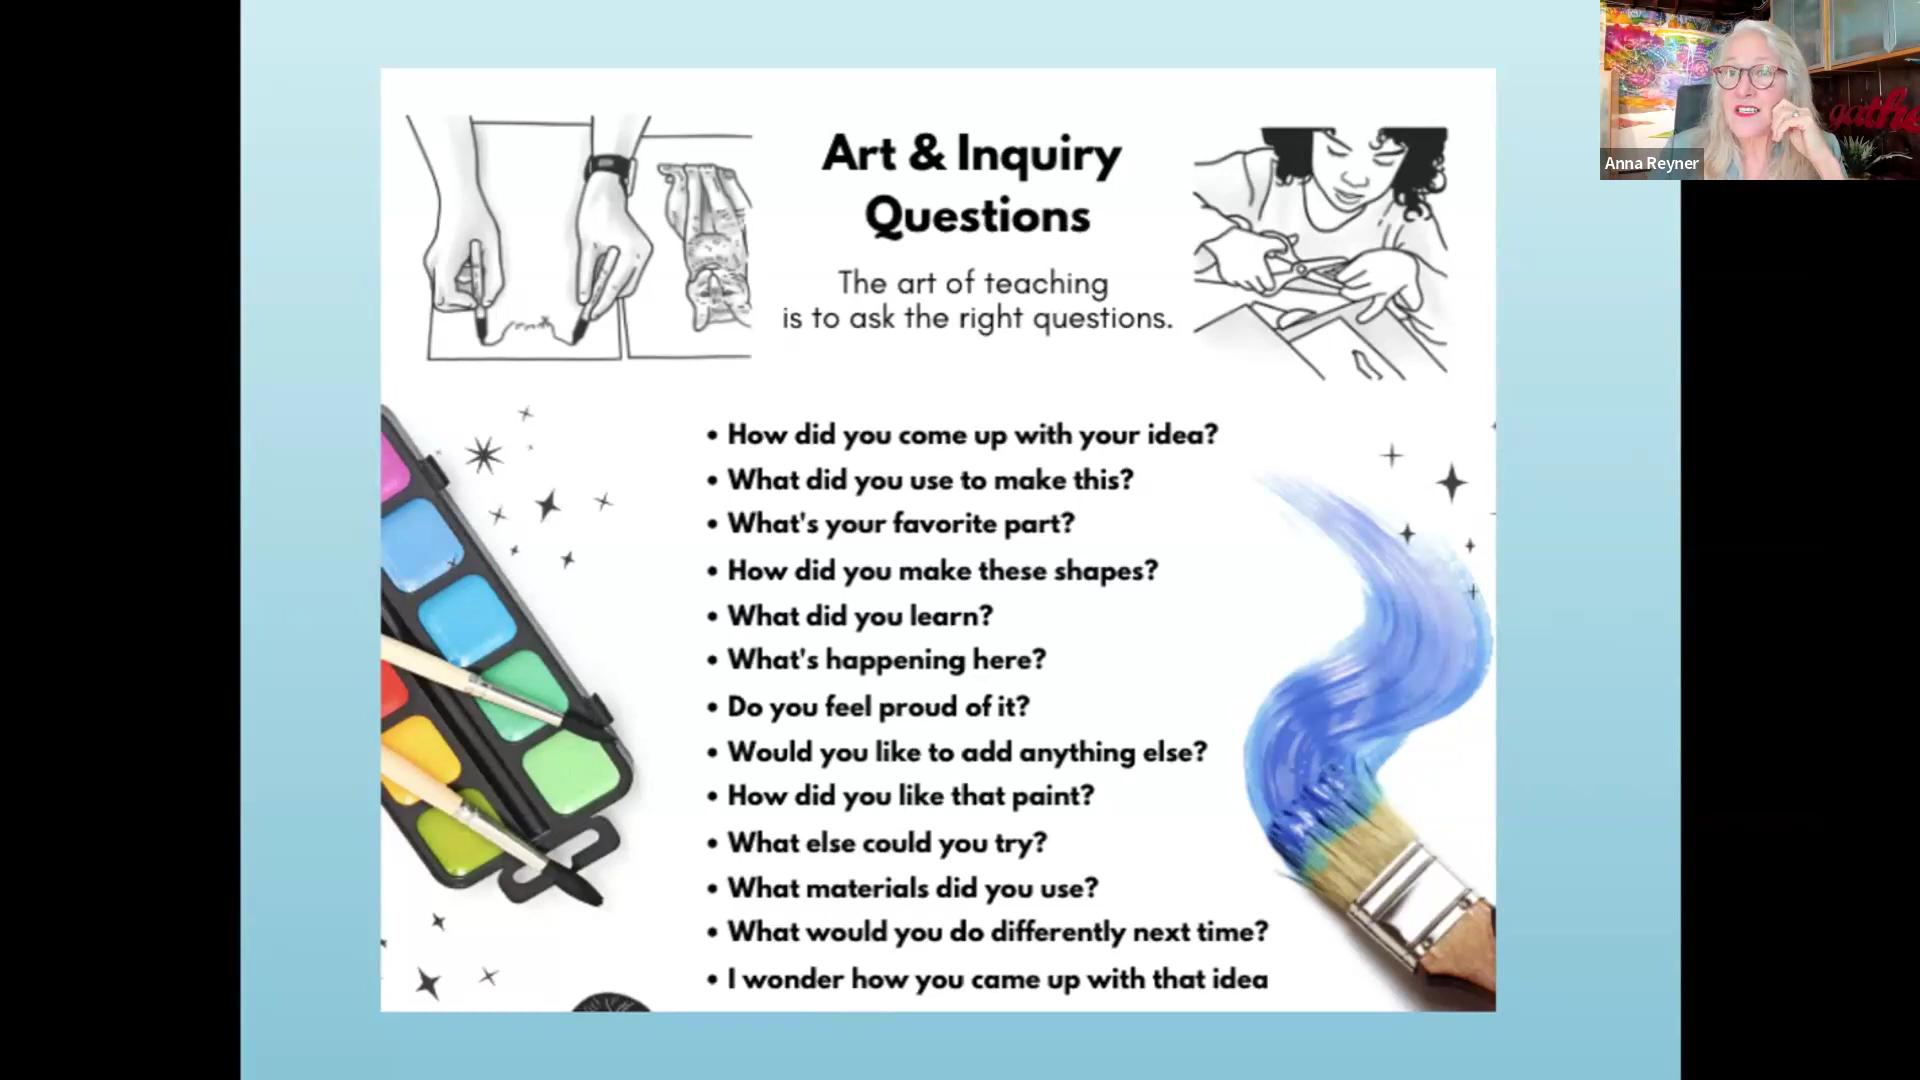 Art & Inquiry
Questions
The art of teaching
is to ask the right questions.
• How did you come up with your idea?
• What did you use to make this?
• What's your favorite part?
• How did you make these shapes?
• What did you learn?
• What's happening here?
• Do you feel proud of it?
• Would you like to add anything else?
• How did you like that paint?
• What else could you try?
• What materials did you use?
• What would you do differently next time?
• I wonder how you came up with that idea
Anna Reyner